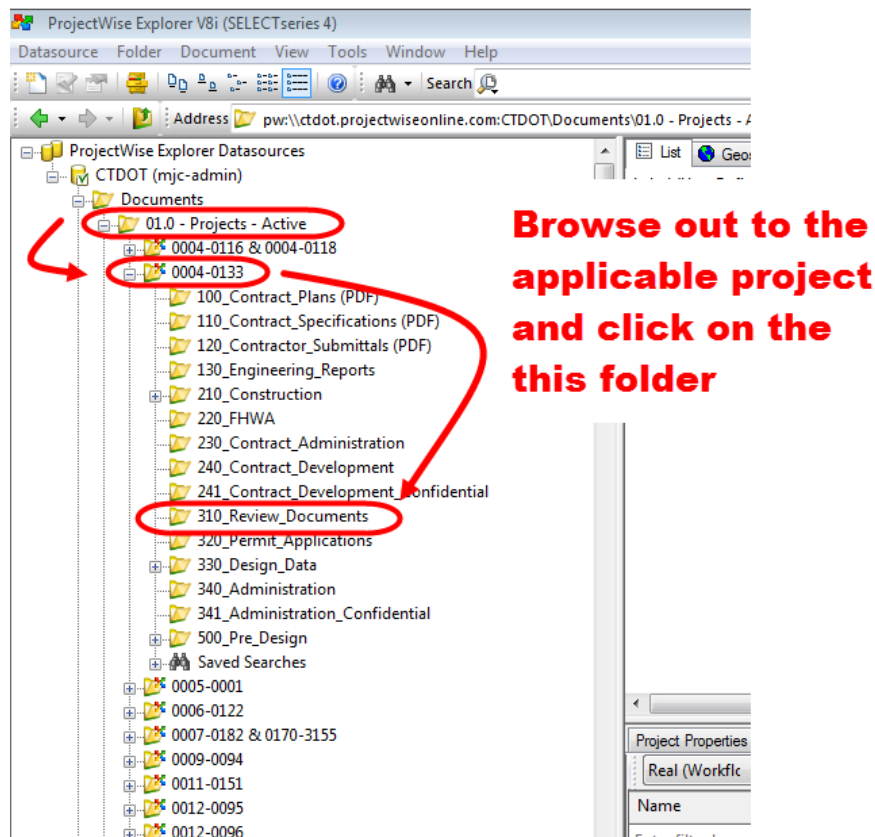 ProjectWise Explorer V8i (SELECTseries 4)
Datasource Folder Document View Tools Window Help
Search
Address pw:\\ctdot.projectwiseonline.com:CTDOT\Documents\01.0 - Projects - A
ProjectWise Explorer Datasources
List Geos
CTDOT (mjc-admin)
Documents
01.0 - Projects - Active
0004-0116 & 0004-0118
0004-0133
100_Contract_Plans (PDF)
110_Contract_Specifications (PDF)
120_Contractor_Submittals (PDF)
130_Engineering_Reports
210_Construction
220_FHWA
230_Contract_Administration
240_Contract_Development
241_Contract_Development_Confidential
310_Review_Documents
320_Permit_Applications
330_Design_Data
340_Administration
341_Administration_Confidential
500_Pre_Design
Saved Searches
0005-0001
0006-0122
0007-0182 & 0170-3155
0009-0094
0011-0151
0012-0095
0012-0096
Browse out to the
applicable project
and click on the
this folder
Project Properties
Real (Workflc
Name